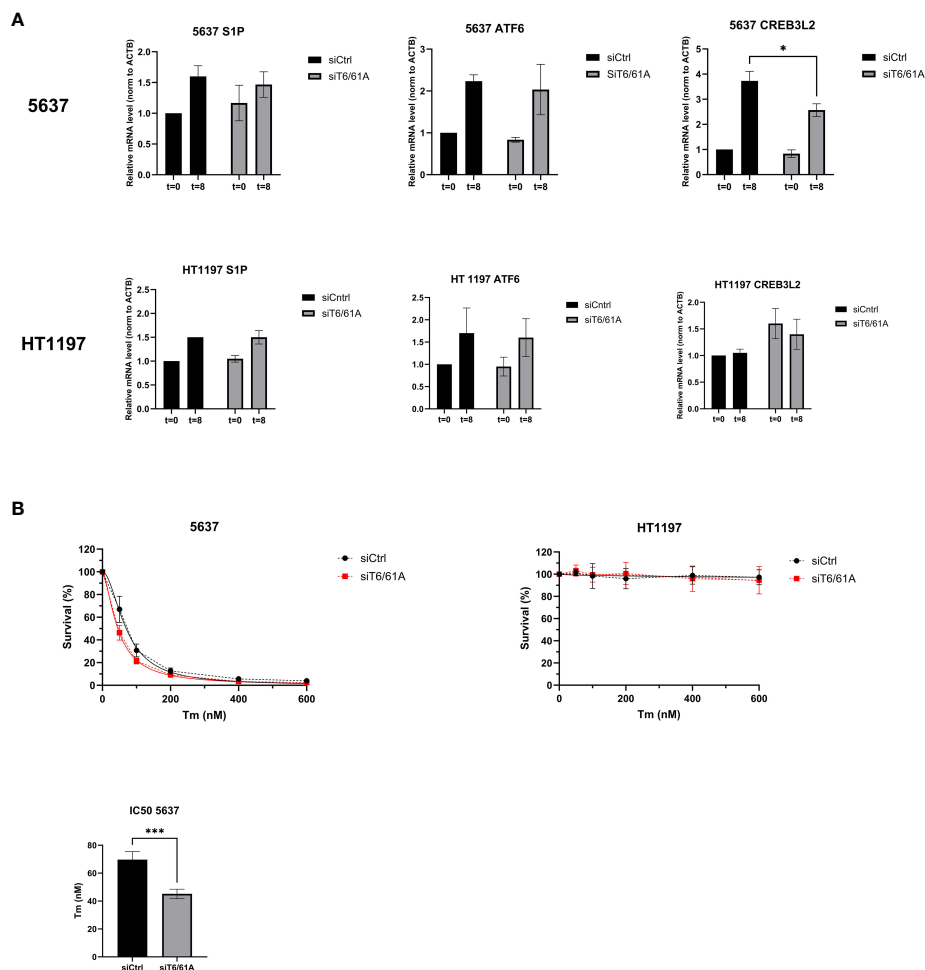 A
5637
5637 S1P
Relative mRNA level (norm to ACTB)
2.0
1.5
1.0
0.5
0.0
t=0 t=8 t=0 t=8
siCtrl
siT6/61A
5637 ATF6
Relative mRNA level (norm to ACTB)
3
2
1
0
t=0 t=8 t=0 t=8
siCtrl
SiT6/61A
5637 CREB3L2
Relative mRNA level (norm to ACTB)
5
4
3
2
1
0
*
t=0 t=8 t=0 t=8
siCtrl
siT6/61A
HT1197
HT1197 S1P
Relative mRNA level (norm to ACTB)
2.5
2.0
1.5
1.0
0.5
0.0
t=0 t=8 t=0 t=8
siCntrl
siT6/61A
HT 1197 ATF6
Relative mRNA level (norm to ACTB)
2.5
2.0
1.5
1.0
0.5
0.0
t=0 t=8 t=0 t=8
siCntrl
siT6/61A
HT1197 CREB3L2
Relative mRNA level (norm to ACTB)
2.0
1.5
1.0
0.5
0.0
t=0 t=8 t=0 t=8
siCntrl
siT6/61A
B
5637
Survival (%)
120
100
80
60
40
20
0
0 200 400 600
Tm (nM)
siCtrl
siT6/61A
HT1197
Survival (%)
120
100
80
60
40
20
0
0 200 400 600
Tm (nM)
siCtrl
siT6/61A
IC50 5637
Tm (nM)
80
60
40
20
0
***
siCtrl siT6/61A